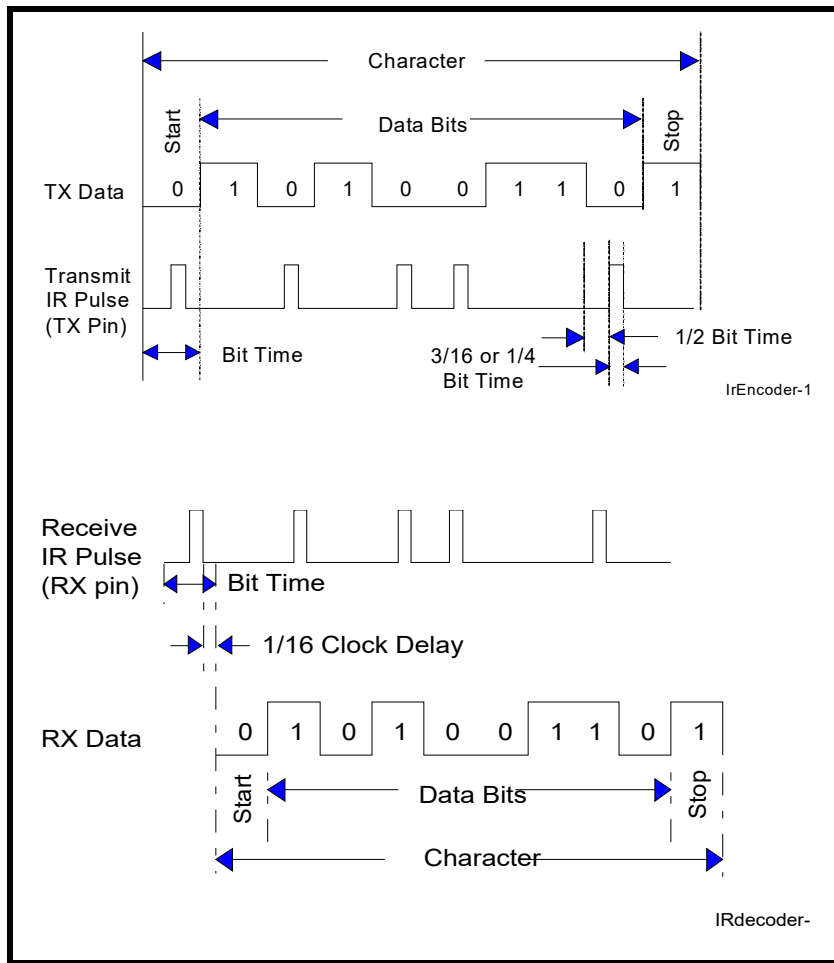 Character
Start
Data Bits
Stop
TX Data
0 1 0 1 0 0 1 1 0 1
Transmit
IR Pulse
(TX Pin)
Bit Time
1/2 Bit Time
3/16 or 1/4
Bit Time
IrEncoder-1
Receive
IR Pulse
(RX pin)
Bit Time
1/16 Clock Delay
RX Data
0 1 0 1 0 0 1 1 0 1
Start
Data Bits
Stop
Character
IRdecoder-